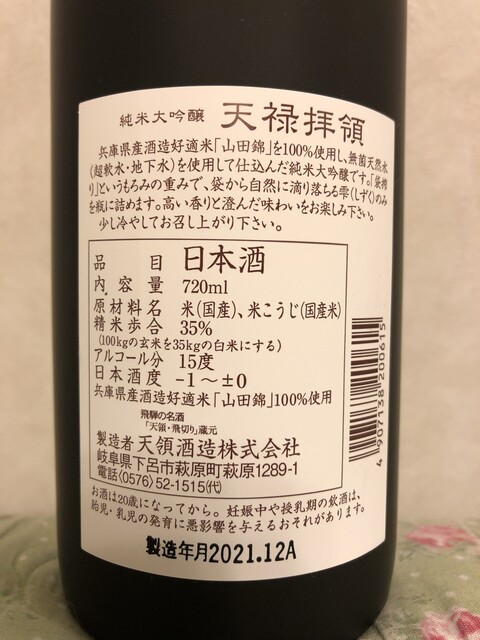 純米大吟醸 天禄拝領
兵庫県産酒造好適米「山田錦」を100%使用し、無菌天然水
(超軟水・地下水)を使用して仕込んだ純米大吟醸です。「袋搾
り」というもろみの重みで、袋から自然に滴り落ちる雫(しずく)のみ
を瓶に詰めます。高い香りと澄んだ味わいをお楽しみ下さい。
少し冷やしてお召し上がり下さい。
品目 日本酒
内容量 720ml
原材料名 米(国産)、米こうじ(国産米)
精米歩合 35%
(100kgの玄米を35kgの白米にする)
アルコール分 15度
日本酒度 -1～±0
兵庫県産酒造好適米「山田錦」100%使用
飛騨の名酒
「天領・飛切り」蔵元
製造者 天領酒造株式会社
岐阜県下呂市萩原町萩原1289-1
電話(0576)52-1515(代)
4 907138 200615
お酒は20歳になってから。妊娠中や授乳期の飲酒は、
胎児・乳児の発育に悪影響を与えるおそれがあります。
製造年月2021.12A